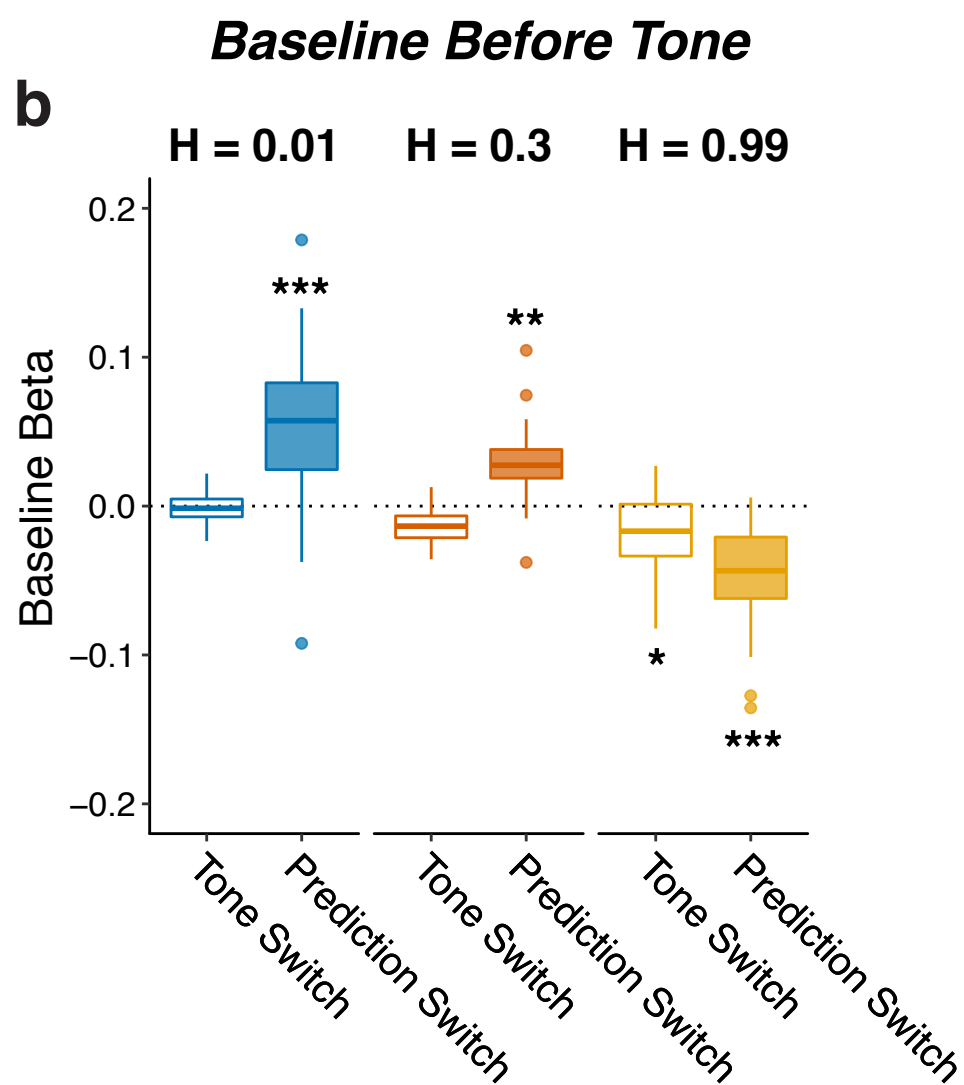 Baseline Before Tone
b
H = 0.01 H = 0.3 H = 0.99
Baseline Beta
0.2
***
**
0.1
0.0
−0.1
*
***
−0.2
Tone Switch
Prediction Switch
Tone Switch
Prediction Switch
Tone Switch
Prediction Switch